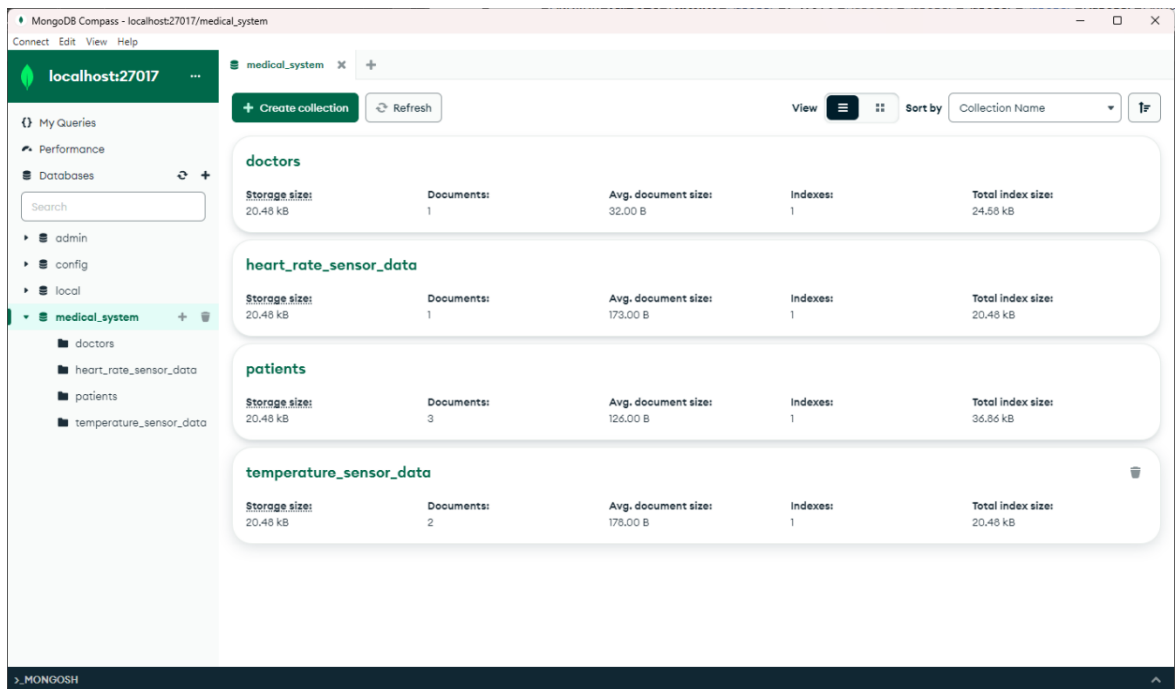 MongoDB Compass - localhost:27017/medical_system
Connect Edit View Help
localhost:27017 ...
medical_system
My Queries
Performance
Databases
Search
admin
config
local
medical_system
doctors
heart_rate_sensor_data
patients
temperature_sensor_data
+ Create collection
Refresh
View
Sort by
Collection Name
doctors
Storage size: Documents: Avg. document size: Indexes: Total index size:
20.48 kB 1 32.00 B 1 24.58 kB
heart_rate_sensor_data
Storage size: Documents: Avg. document size: Indexes: Total index size:
20.48 kB 1 173.00 B 1 20.48 kB
patients
Storage size: Documents: Avg. document size: Indexes: Total index size:
20.48 kB 3 126.00 B 1 36.86 kB
temperature_sensor_data
Storage size: Documents: Avg. document size: Indexes: Total index size:
20.48 kB 2 178.00 B 1 20.48 kB
>_MONGOSH